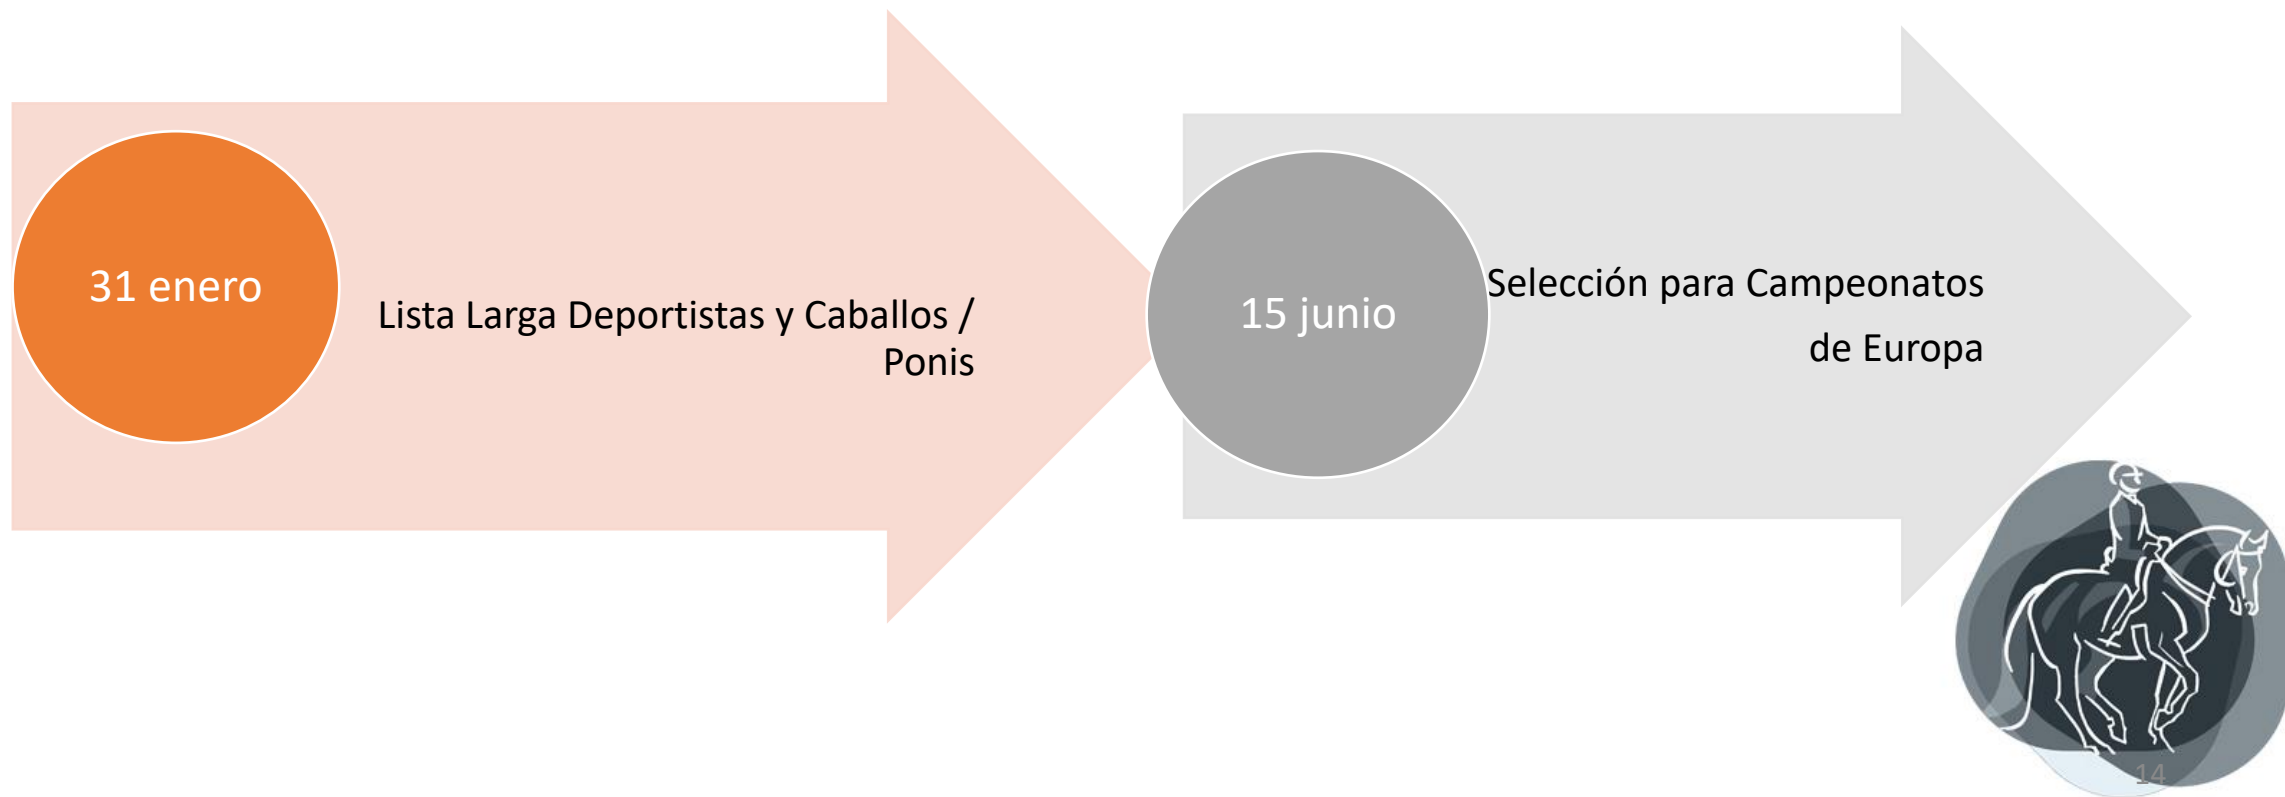 31 enero
Lista Larga Deportistas y Caballos /
Ponis
15 junio
Selección para Campeonatos
de Europa
14